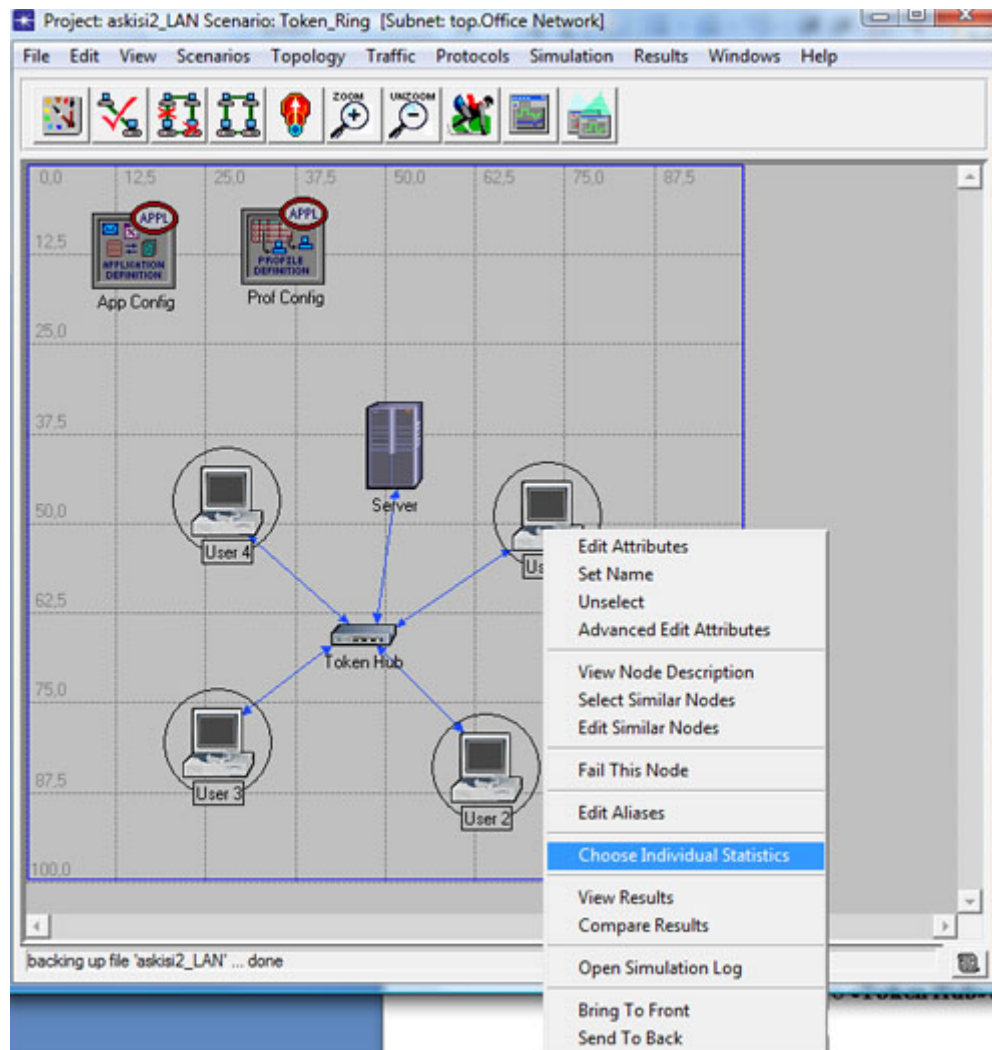 Project: askisi2_LAN Scenario: Token_Ring [Subnet: top.Office Network]
File Edit View Scenarios Topology Traffic Protocols Simulation Results Windows Help
ZOOM UNZOOM
0,0 12,5 25,0 37,5 50,0 62,5 75,0 87,5
APPL APPL
12,5
APPLICATION DEFINITION
PROFILE DEFINITION
App Config Prof Config
25,0
37,5
Server
50,0
User 4
Us
62,5
Token Hub
75,0
User 3
87,5
User 2
100,0
Edit Attributes
Set Name
Unselect
Advanced Edit Attributes
View Node Description
Select Similar Nodes
Edit Similar Nodes
Fail This Node
Edit Aliases
Choose Individual Statistics
View Results
Compare Results
Open Simulation Log
Bring To Front
Send To Back
backing up file 'askisi2_LAN' ... done